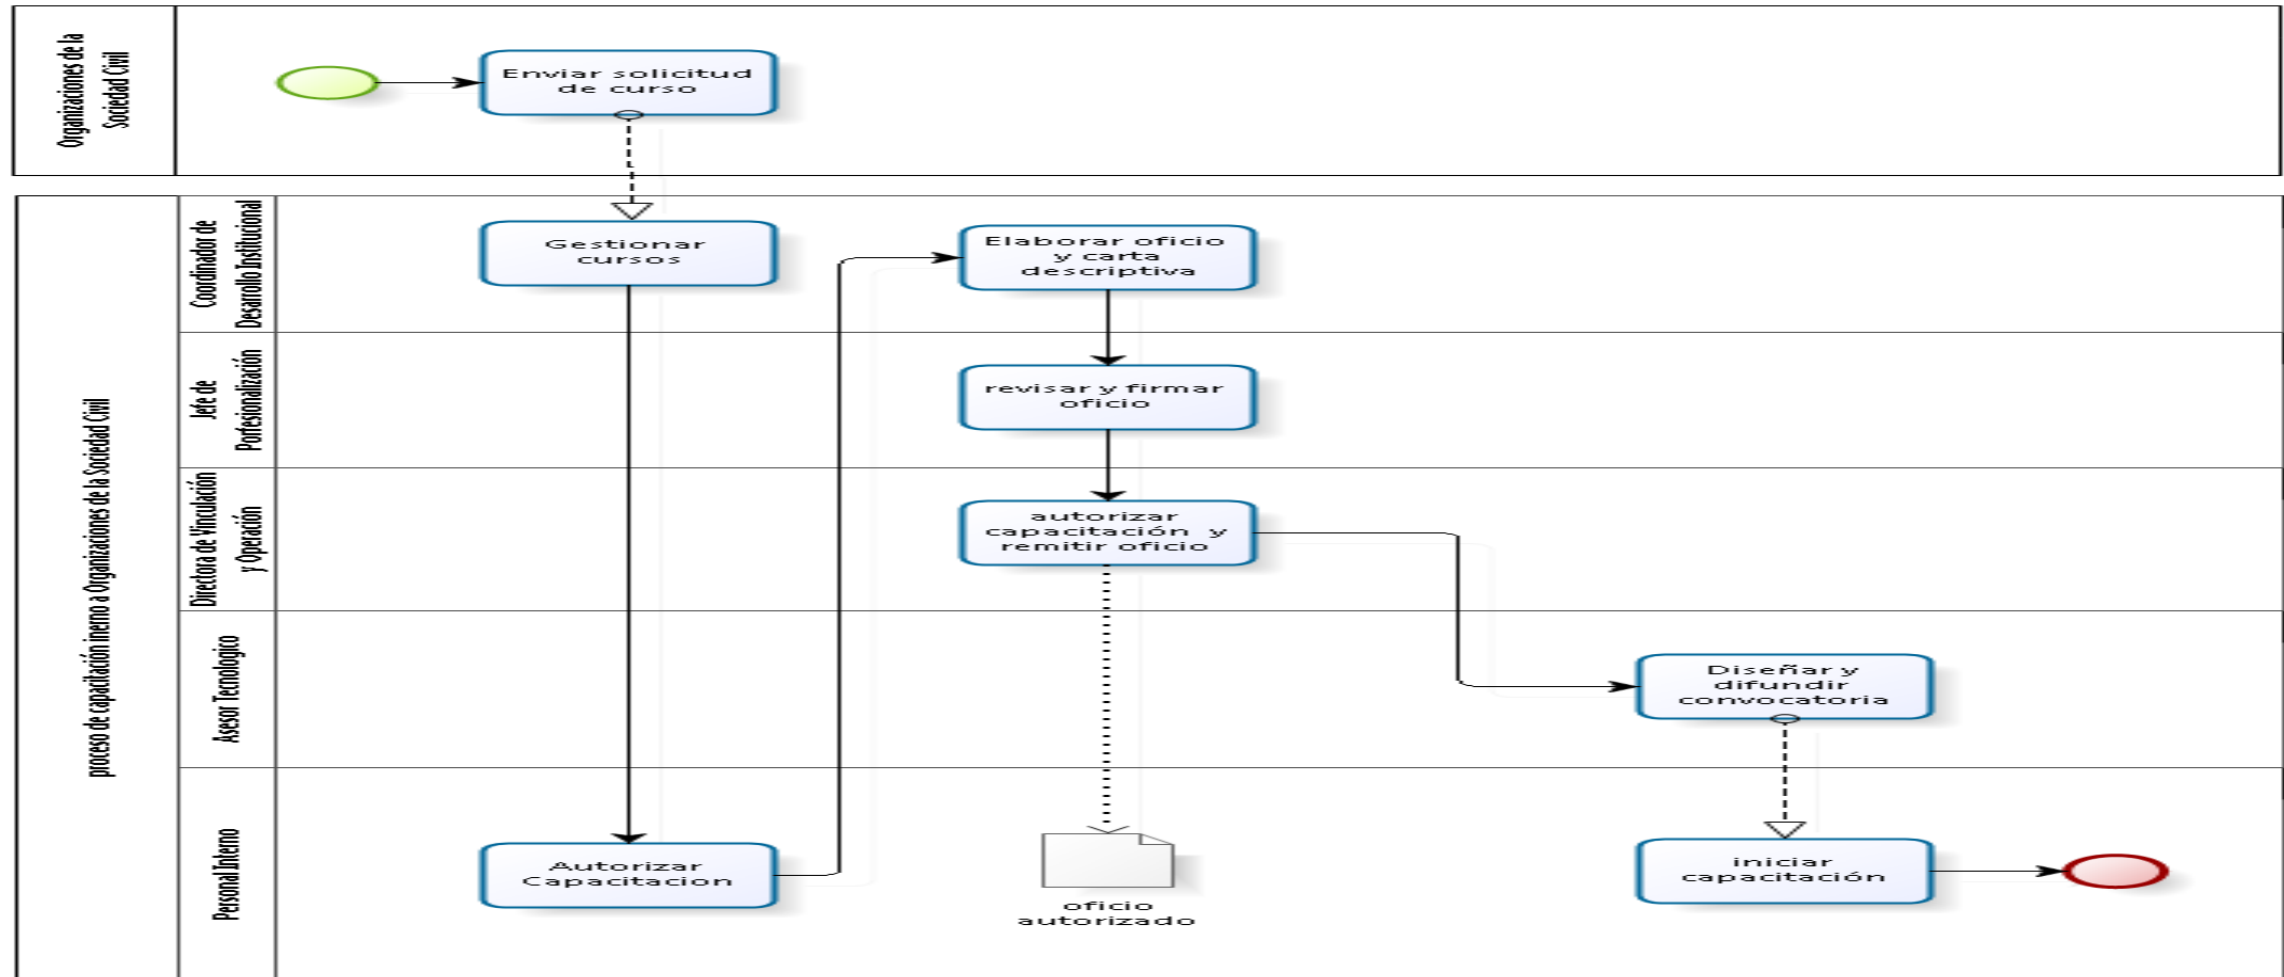 Organizaciones de la
Sociedad Civil
Enviar solicitud
de curso
proceso de capacitación inerno a Organizaciones de la Sociedad Civil
Coordinador de
Desarrollo Institucional
Gestionar
cursos
Elaborar oficio
y carta
descriptiva
Jefe de
Porfesionalización
revisar y firmar
oficio
Directora de Vinculación
y Operación
autorizar
capacitación y
remitir oficio
Asesor Tecnologico
Diseñar y
difundir
convocatoria
Personal Interno
Autorizar
Capacitacion
oficio
autorizado
iniciar
capacitación